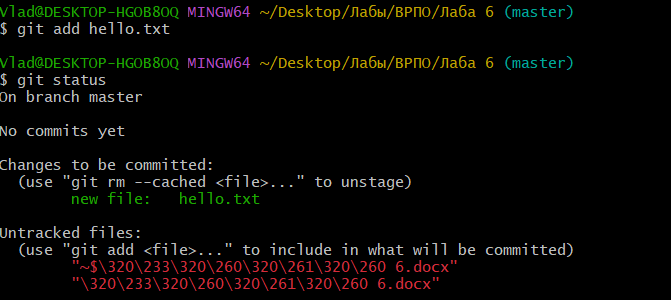 Vlad@DESKTOP-HGOB8OQ MINGW64 ~/Desktop/Лабы/ВРПО/Лаба 6 (master)
$ git add hello.txt
Vlad@DESKTOP-HGOB8OQ MINGW64 ~/Desktop/Лабы/ВРПО/Лаба 6 (master)
$ git status
On branch master
No commits yet
Changes to be committed:
  (use "git rm --cached <file>..." to unstage)
        new file:   hello.txt
Untracked files:
  (use "git add <file>..." to include in what will be committed)
        "~$\320\233\320\260\320\261\320\260 6.docx"
        "\320\233\320\260\320\261\320\260 6.docx"